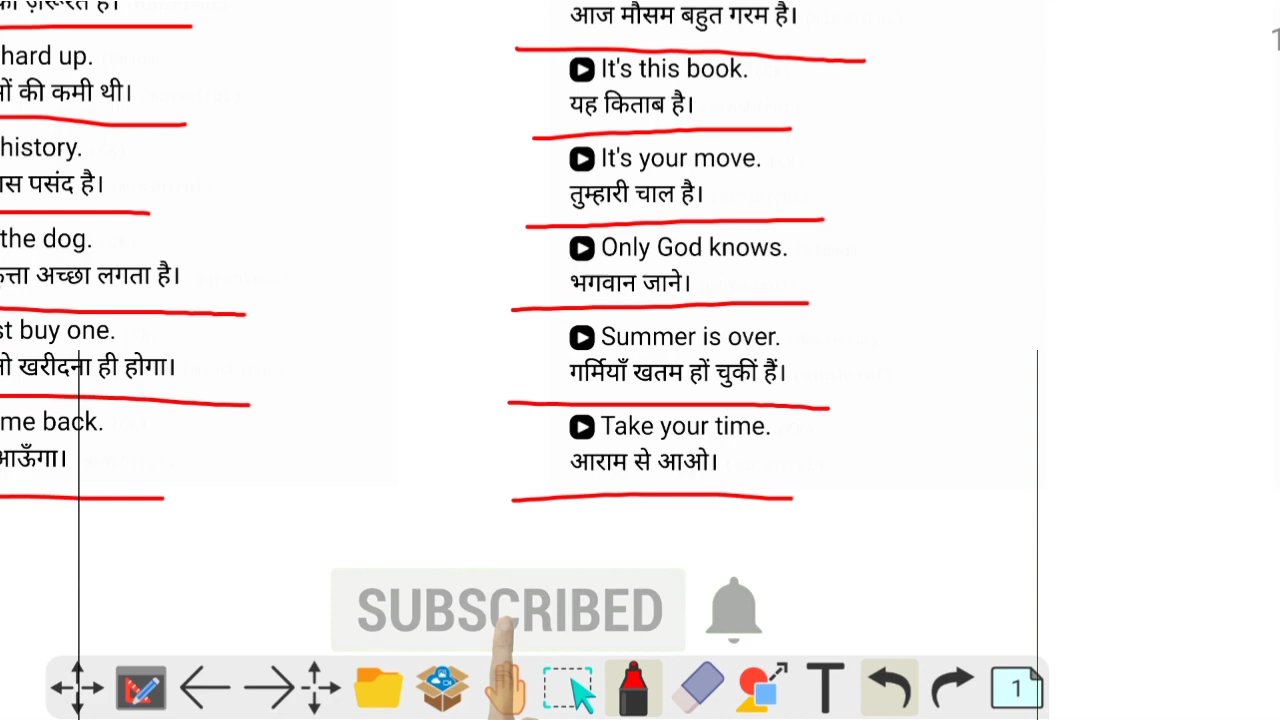 की ज़रूरत है।
hard up.
ों की कमी थी।
history.
ास पसंद है।
the dog.
कुत्ता अच्छा लगता है।
st buy one.
ो खरीदना ही होगा।
me back.
आऊँगा।
आज मौसम बहुत गरम है।
It's this book.
यह किताब है।
It's your move.
तुम्हारी चाल है।
Only God knows.
भगवान जाने।
Summer is over.
गर्मियाँ खतम हों चुकीं हैं।
Take your time.
आराम से आओ।
SUBSCRIBED
T
1
1